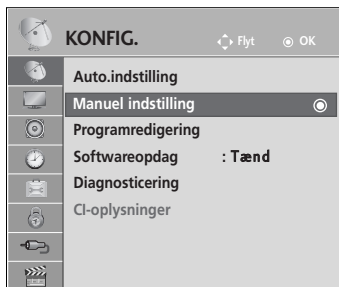 KONFIG. Flyt OK
Auto.indstilling
Manuel indstilling
Programredigering
Softwareopdag : Tænd
Diagnosticering
CI-oplysninger